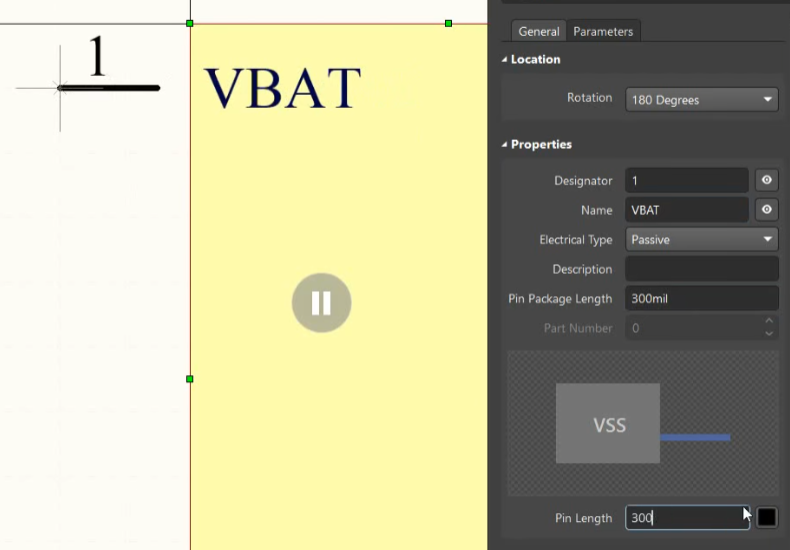 1
VBAT
General Parameters
Location
Rotation 180 Degrees
Properties
Designator 1
Name VBAT
Electrical Type Passive
Description
Pin Package Length 300mil
Part Number 0
VSS
Pin Length 300